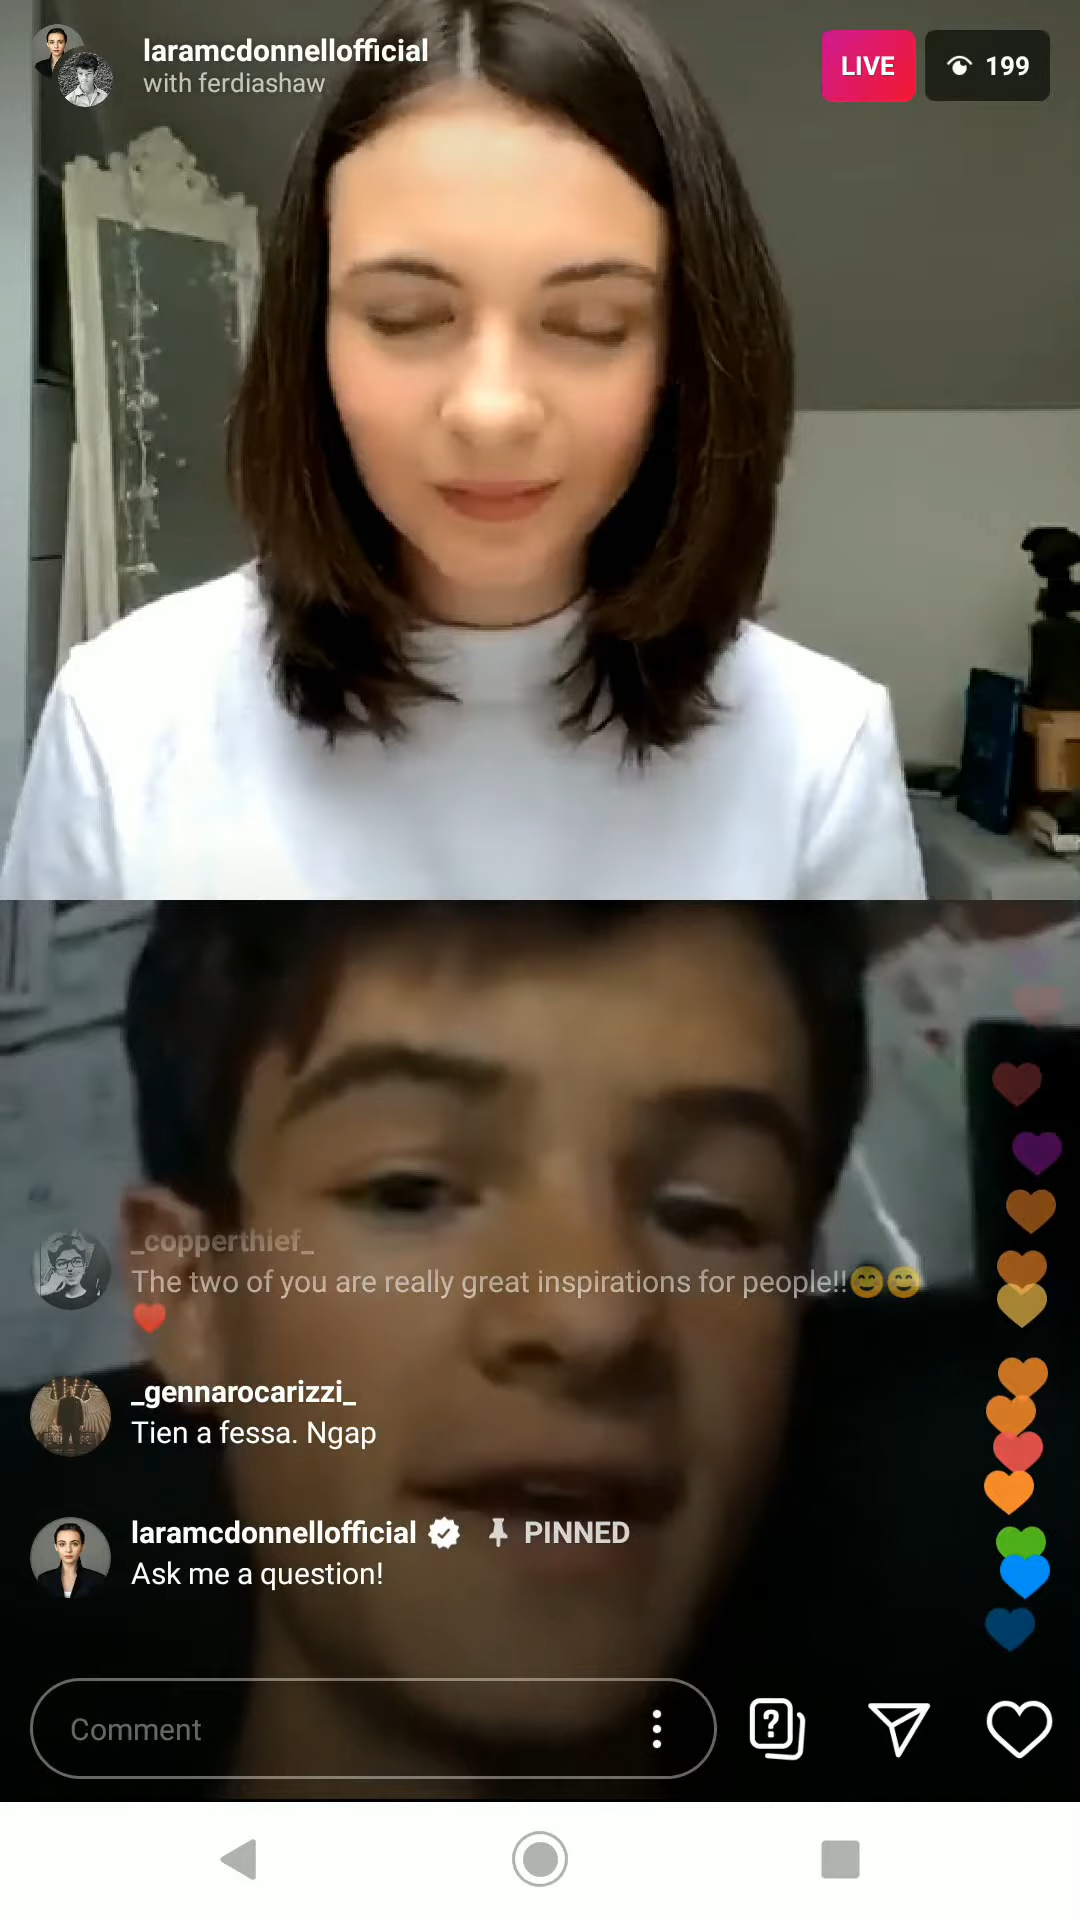 laramcdonnellofficial
with ferdiashaw
LIVE
199
_copperthief_
The two of you are really great inspirations for people!!😊😊
♥️
_gennarocarizzi_
Tien a fessa. Ngap
laramcdonnellofficial PINNED
Ask me a question!
Comment
?